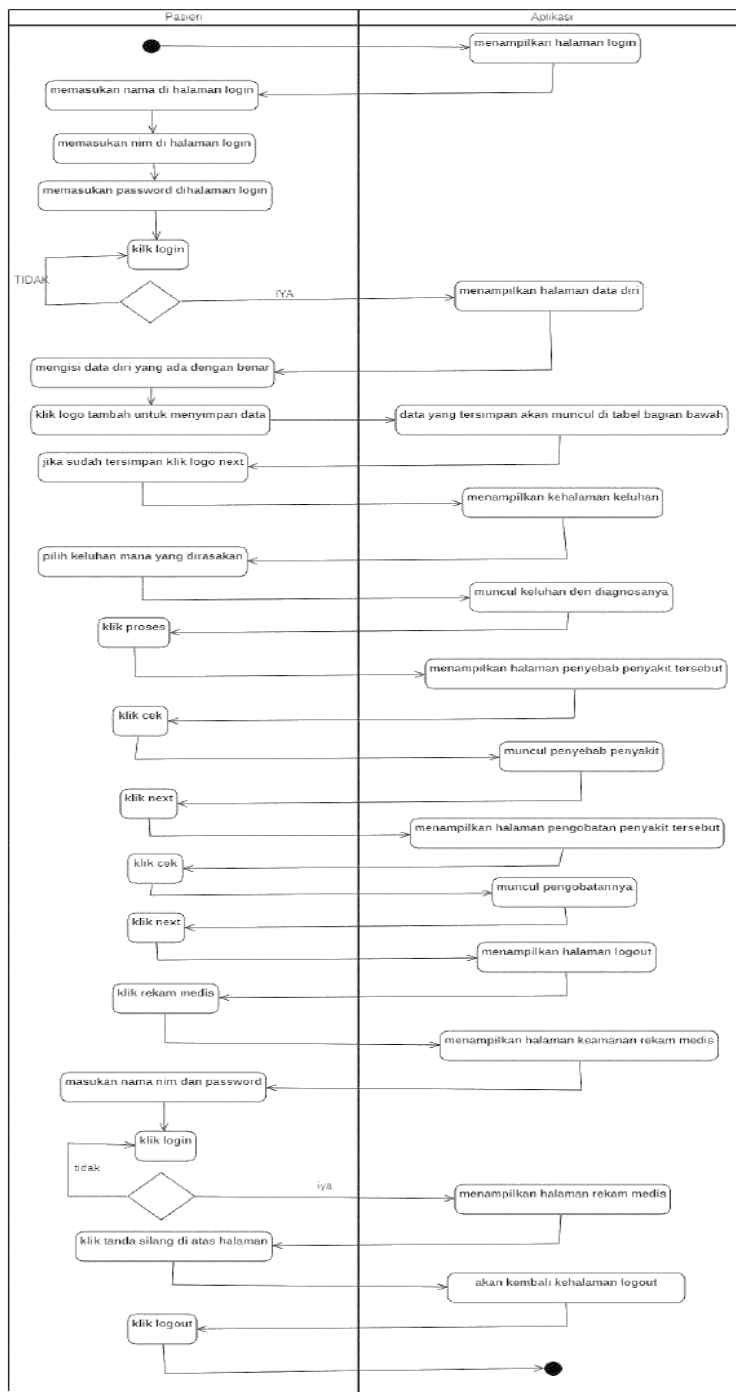 Pasien
Aplikasi
menampilkan halaman login
memasukan nama di halaman login
memasukan nim di halaman login
memasukan password dihalaman login
kilk login
TIDAK
IYA
menampilkan halaman data diri
mengisi data diri yang ada dengan benar
klik logo tambah untuk menyimpan data
data yang tersimpan akan muncul di tabel bagian bawah
jika sudah tersimpan klik logo next
menampilkan kehalaman keluhan
pilih keluhan mana yang dirasakan
muncul keluhan den diagnosanya
klik proses
menampilkan halaman penyebab penyakit tersebut
klik cek
muncul penyebab penyakit
klik next
menampilkan halaman pengobatan penyakit tersebut
klik cek
muncul pengobatannya
klik next
menampilkan halaman logout
klik rekam medis
menampilkan halaman keamanan rekam medis
masukan nama nim dan password
klik login
tidak
iya
menampilkan halaman rekam medis
klik tanda silang di atas halaman
akan kembali kehalaman logout
klik logout